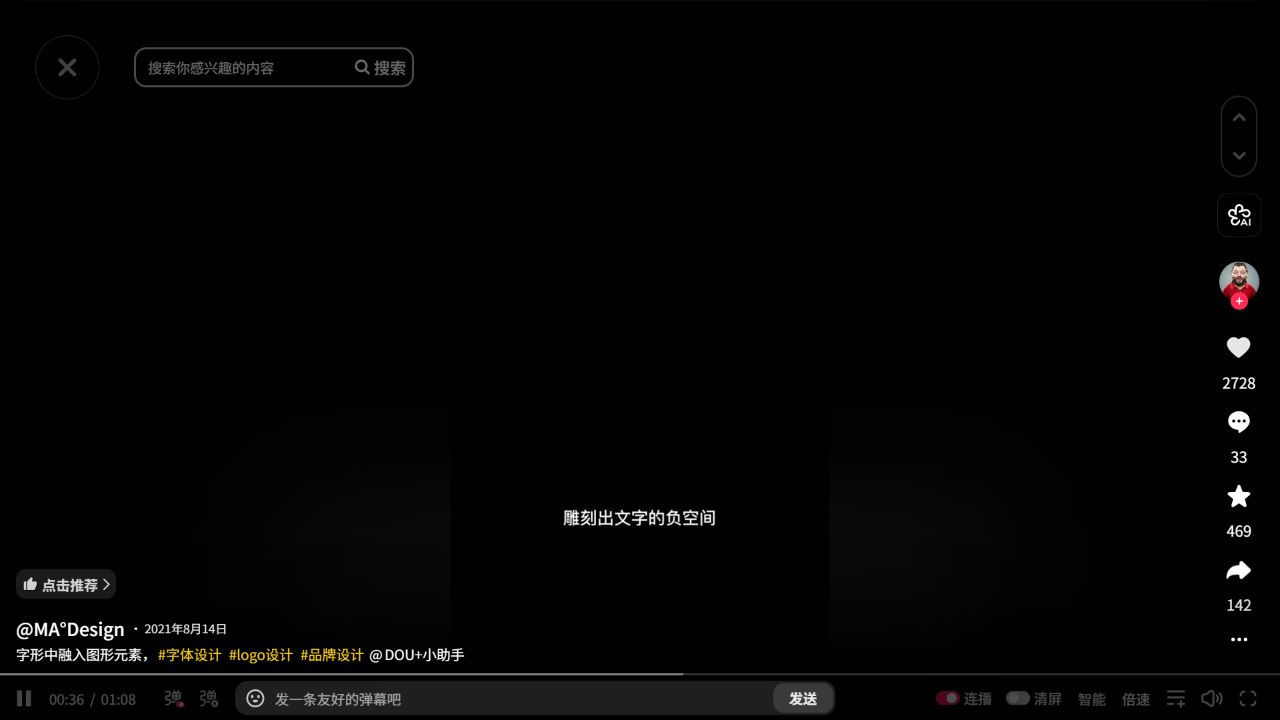 搜索你感兴趣的内容
搜索
AI
2728
33
469
142
雕刻出文字的负空间
点击推荐
@MA°Design · 2021年8月14日
字形中融入图形元素，#字体设计 #logo设计 #品牌设计 @DOU+小助手
00:36 / 01:08
弹
弹
发一条友好的弹幕吧
发送
连播
清屏
智能
倍速